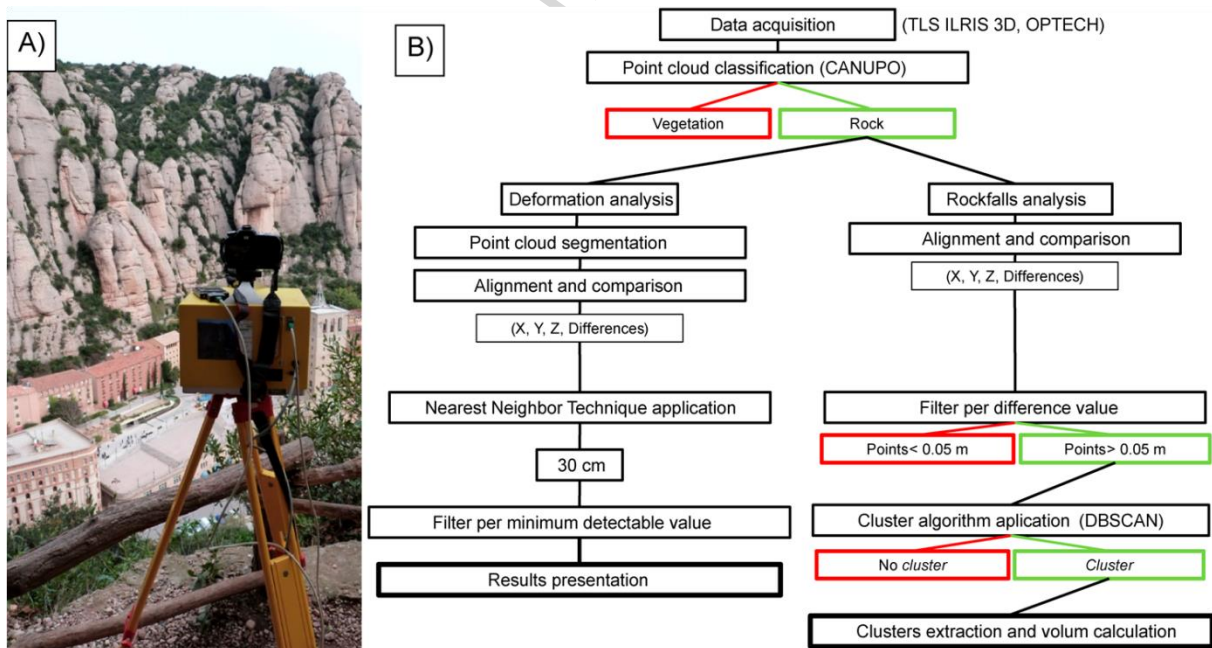 A)
B)
Data acquisition
(TLS ILRIS 3D, OPTECH)
Point cloud classification (CANUPO)
Vegetation
Rock
Deformation analysis
Point cloud segmentation
Alignment and comparison
(X, Y, Z, Differences)
Nearest Neighbor Technique application
30 cm
Filter per minimum detectable value
Results presentation
Rockfalls analysis
Alignment and comparison
(X, Y, Z, Differences)
Filter per difference value
Points< 0.05 m
Points> 0.05 m
Cluster algorithm aplication (DBSCAN)
No cluster
Cluster
Clusters extraction and volum calculation